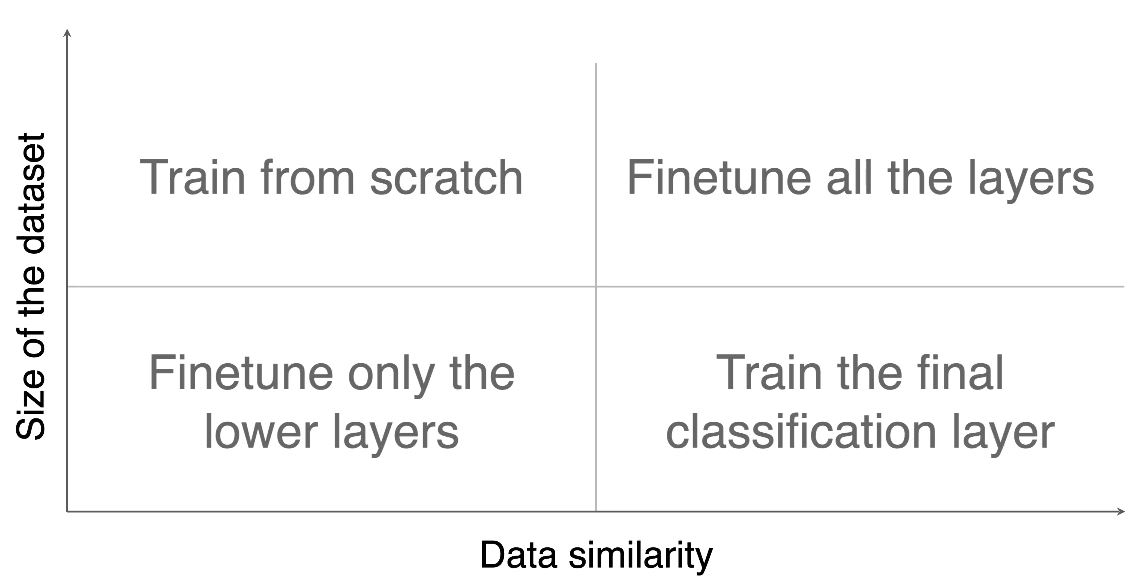 Size of the dataset
Train from scratch
Finetune all the layers
Finetune only the
lower layers
Train the final
classification layer
Data similarity